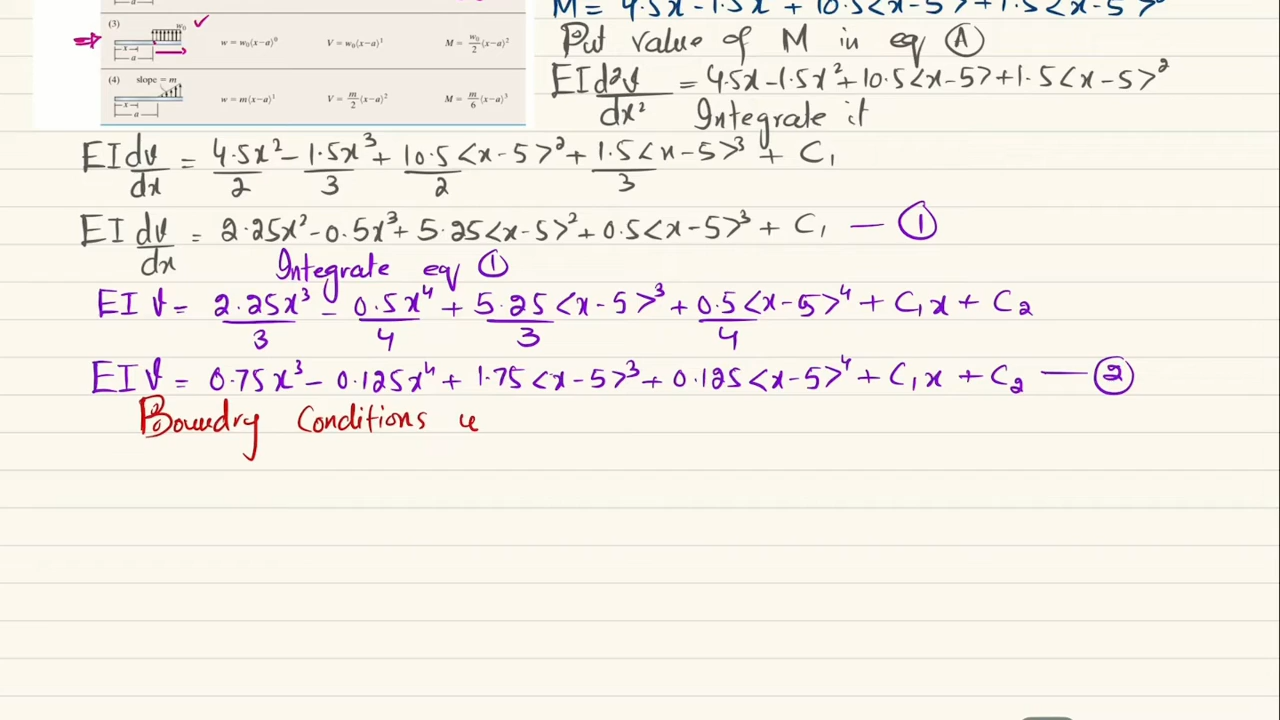 M = 4.5x - 1.5x + 10.5<x-5> + 1.5<x-5>²
(3)
w₀
x
a
w = w₀⟨x−a⟩⁰
V = w₀⟨x−a⟩¹
M = w₀/2⟨x−a⟩²
Put value of M in eq Ⓐ
(4)
slope = m
x
a
w = m⟨x−a⟩¹
V = m/2⟨x−a⟩²
M = m/6⟨x−a⟩³
EI d²v/dx² = 4.5x - 1.5x² + 10.5<x-5> + 1.5<x-5>²
Integrate it
EI dv/dx = 4.5x²/2 - 1.5x³/3 + 10.5/2 <x-5>² + 1.5/3 <x-5>³ + C₁
EI dv/dx = 2.25x² - 0.5x³ + 5.25<x-5>² + 0.5<x-5>³ + C₁ — ①
Integrate eq ①
EI v = 2.25x³/3 - 0.5x⁴/4 + 5.25/3 <x-5>³ + 0.5/4 <x-5>⁴ + C₁x + C₂
EI v = 0.75x³ - 0.125x⁴ + 1.75<x-5>³ + 0.125<x-5>⁴ + C₁x + C₂ — ②
Boundry Conditions